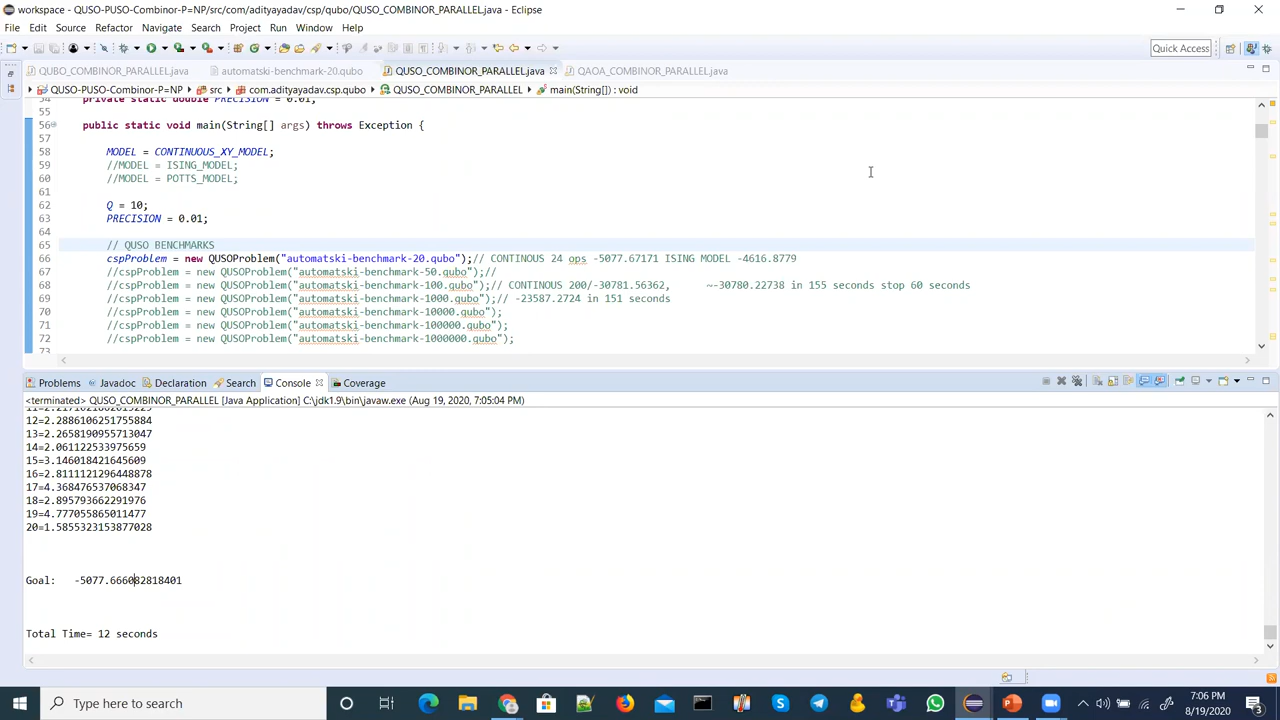 workspace - QUSO-PUSO-Combinor-P=NP/src/com/adityayadav/csp/qubo/QUSO_COMBINOR_PARALLEL.java - Eclipse
File Edit Source Refactor Navigate Search Project Run Window Help
Quick Access
QUBO_COMBINOR_PARALLEL.java automatski-benchmark-20.qubo QUSO_COMBINOR_PARALLEL.java QAOA_COMBINOR_PARALLEL.java
QUSO-PUSO-Combinor-P=NP src com.adityayadav.csp.qubo QUSO_COMBINOR_PARALLEL main(String[]) : void
54 private static double PRECISION = 0.01;
55
56 public static void main(String[] args) throws Exception {
57
58 MODEL = CONTINUOUS_XY_MODEL;
59 //MODEL = ISING_MODEL;
60 //MODEL = POTTS_MODEL;
61
62 Q = 10;
63 PRECISION = 0.01;
64
65 // QUSO BENCHMARKS
66 cspProblem = new QUSOProblem("automatski-benchmark-20.qubo");// CONTINOUS 24 ops -5077.67171 ISING MODEL -4616.8779
67 //cspProblem = new QUSOProblem("automatski-benchmark-50.qubo");//
68 //cspProblem = new QUSOProblem("automatski-benchmark-100.qubo");// CONTINOUS 200/-30781.56362, ~-30780.22738 in 155 seconds stop 60 seconds
69 //cspProblem = new QUSOProblem("automatski-benchmark-1000.qubo");// -23587.2724 in 151 seconds
70 //cspProblem = new QUSOProblem("automatski-benchmark-10000.qubo");
71 //cspProblem = new QUSOProblem("automatski-benchmark-100000.qubo");
72 //cspProblem = new QUSOProblem("automatski-benchmark-1000000.qubo");
73
Problems Javadoc Declaration Search Console Coverage
<terminated> QUSO_COMBINOR_PARALLEL [Java Application] C:\jdk1.9\bin\javaw.exe (Aug 19, 2020, 7:05:04 PM)
12=2.2886106251755884
13=2.2658190955713047
14=2.061122533975659
15=3.146018421645609
16=2.8111121296448878
17=4.368476537068347
18=2.895793662291976
19=4.777055865011477
20=1.5855323153877028
Goal: -5077.666082818401
Total Time= 12 seconds
Type here to search
7:06 PM
8/19/2020